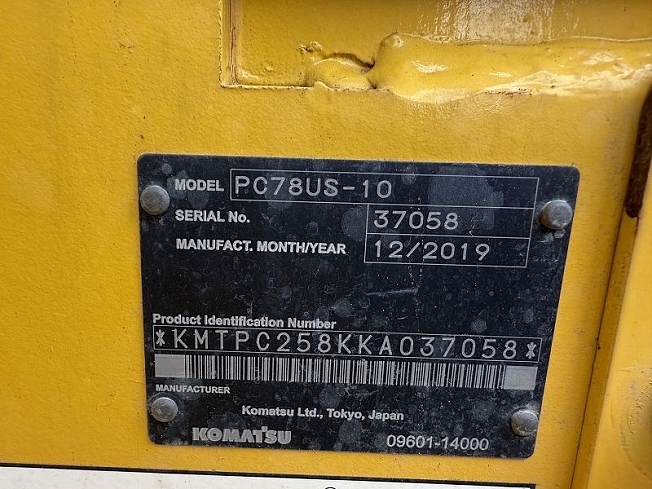 MODEL PC78US-10
SERIAL No. 37058
MANUFACT. MONTH/YEAR 12/2019
Product Identification Number
*KMTPC258KKA037058*
MANUFACTURER
Komatsu Ltd., Tokyo, Japan
KOMATSU 09601-14000